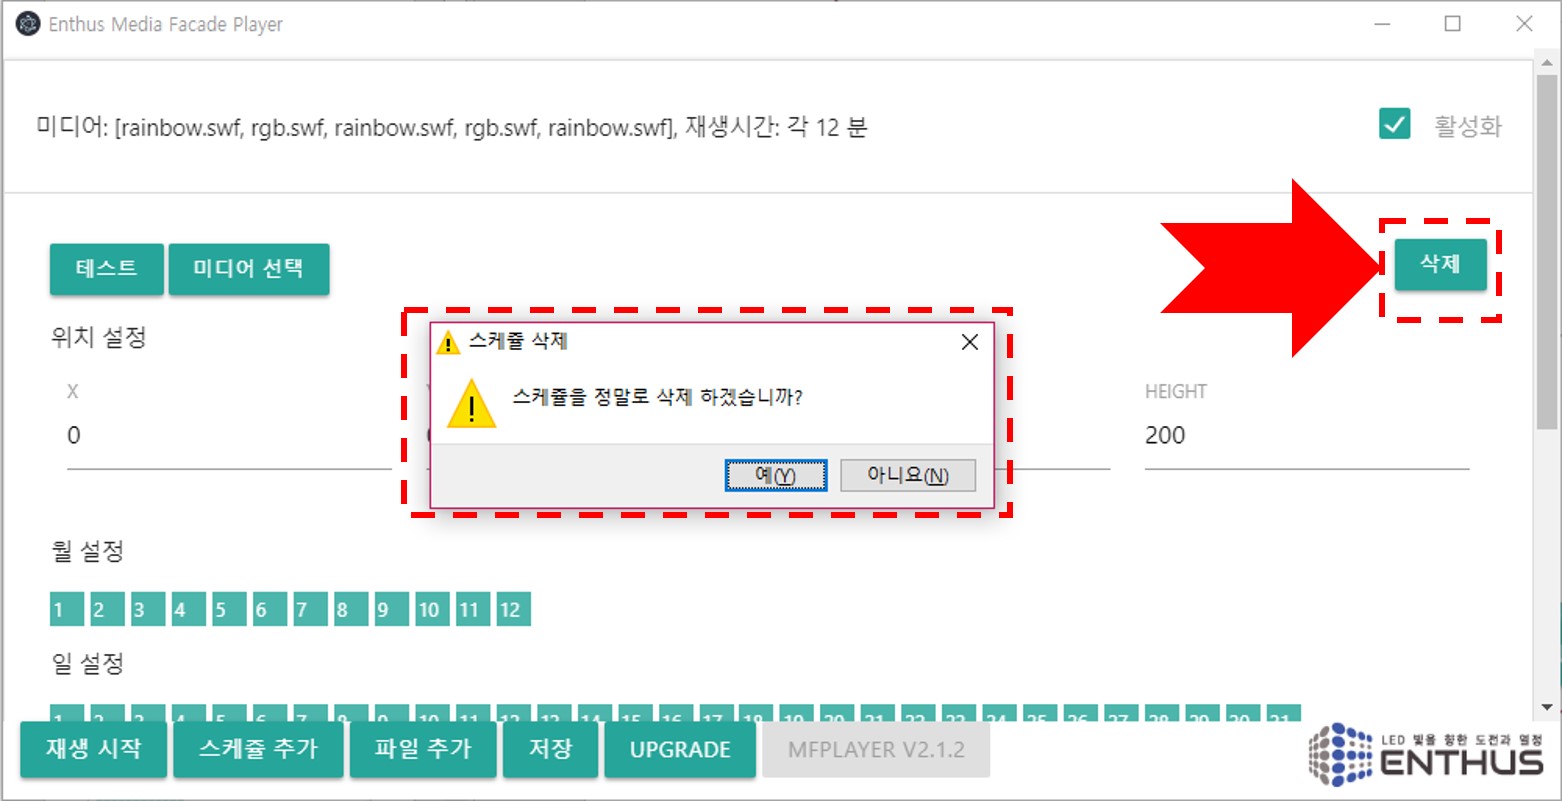 Enthus Media Facade Player
미디어: [rainbow.swf, rgb.swf, rainbow.swf, rgb.swf, rainbow.swf], 재생시간: 각 12 분
활성화
테스트 미디어 선택
삭제
위치 설정
스케쥴 삭제
스케쥴을 정말로 삭제 하겠습니까?
예(Y) 아니요(N)
X
0
HEIGHT
200
월 설정
1 2 3 4 5 6 7 8 9 10 11 12
일 설정
1 2 3 4 5 6 7 8 9 10 11 12 13 14 15 16 17 18 19 20 21 22 23 24 25 26 27 28 29 30 31
재생 시작 스케쥴 추가 파일 추가 저장 UPGRADE MFPLAYER V2.1.2
LED 빛을 향한 도전과 열정
ENTHUS